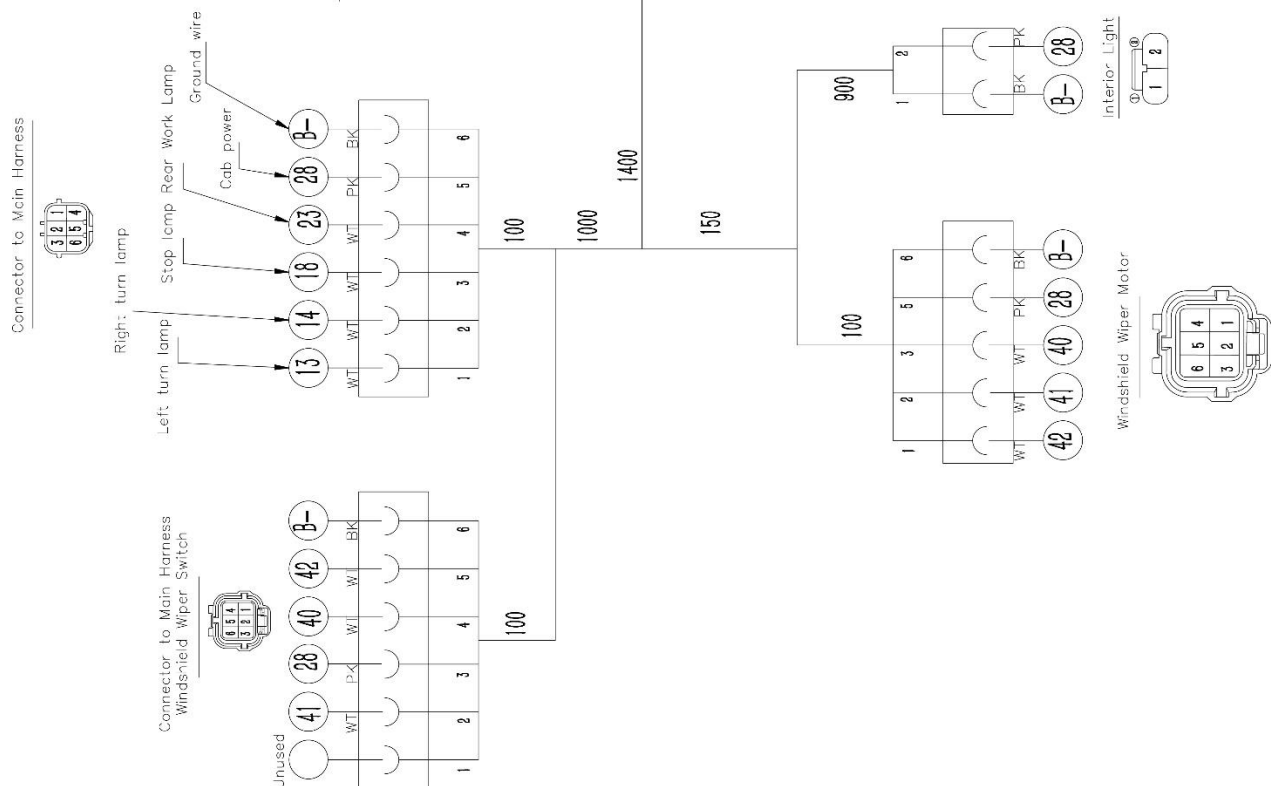 Connector to Main Harness
3 2 1
6 5 4
Right turn lamp
Left turn lamp
Stop lamp
Rear Work Lamp
Cab power
Ground wire
13
14
18
23
28
B-
WT
WT
WT
WT
PK
BK
1
2
3
4
5
6
100
1000
1400
150
Connector to Main Harness
Windshield Wiper Switch
6 5 4
3 2 1
Unused
41
28
40
42
B-
WT
PK
WT
WT
BK
1
2
3
4
5
6
100
900
1
2
BK
PK
B-
28
Interior Light
① ②
1 2
100
1
2
3
5
6
WT
WT
WT
PK
BK
42
41
40
28
B-
Windshield Wiper Motor
6 5 4
3 2 1